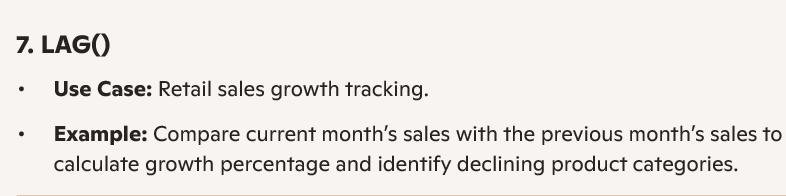 7. LAG()
• Use Case: Retail sales growth tracking.
• Example: Compare current month’s sales with the previous month’s sales to
calculate growth percentage and identify declining product categories.